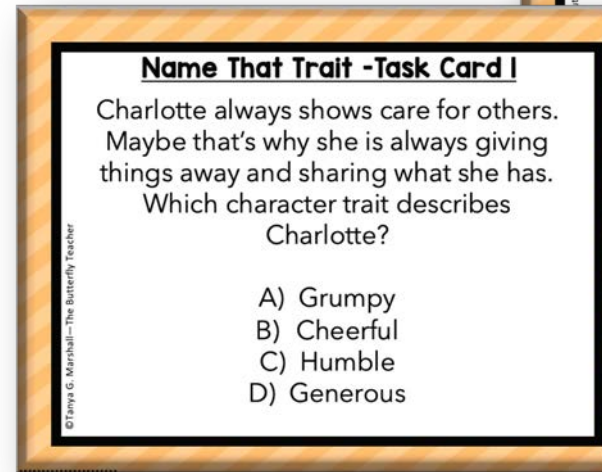 Name That Trait -Task Card 1
Charlotte always shows care for others.
Maybe that's why she is always giving
things away and sharing what she has.
Which character trait describes
Charlotte?
A) Grumpy
B) Cheerful
C) Humble
D) Generous
©Tanya G. Marshall—The Butterfly Teacher